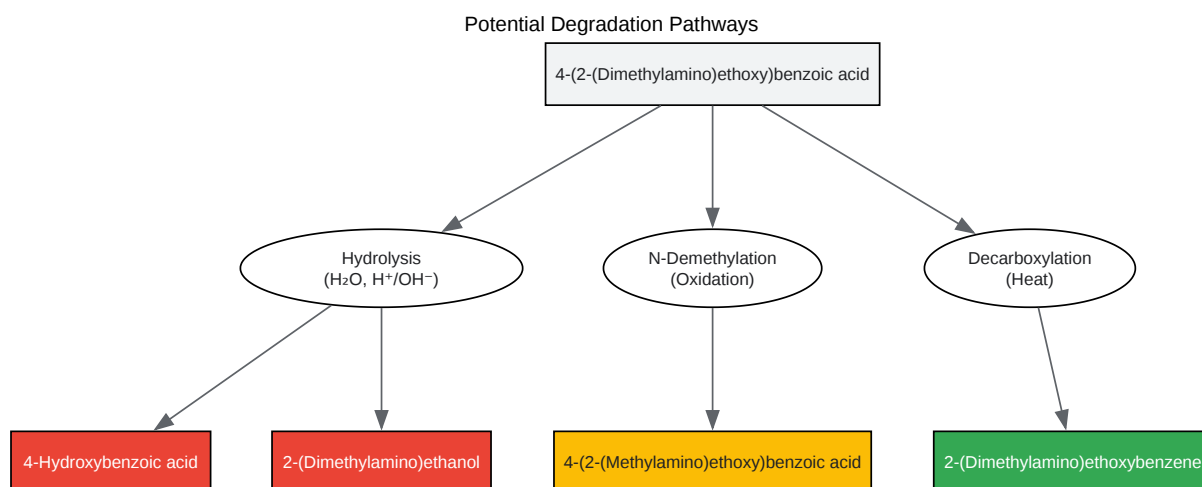 Potential Degradation Pathways
4-(2-(Dimethylamino)ethoxy)benzoic acid
Hydrolysis
(H₂O, H⁺/OH⁻)
N-Demethylation
(Oxidation)
Decarboxylation
(Heat)
4-Hydroxybenzoic acid
2-(Dimethylamino)ethanol
4-(2-(Methylamino)ethoxy)benzoic acid
2-(Dimethylamino)ethoxybenzene